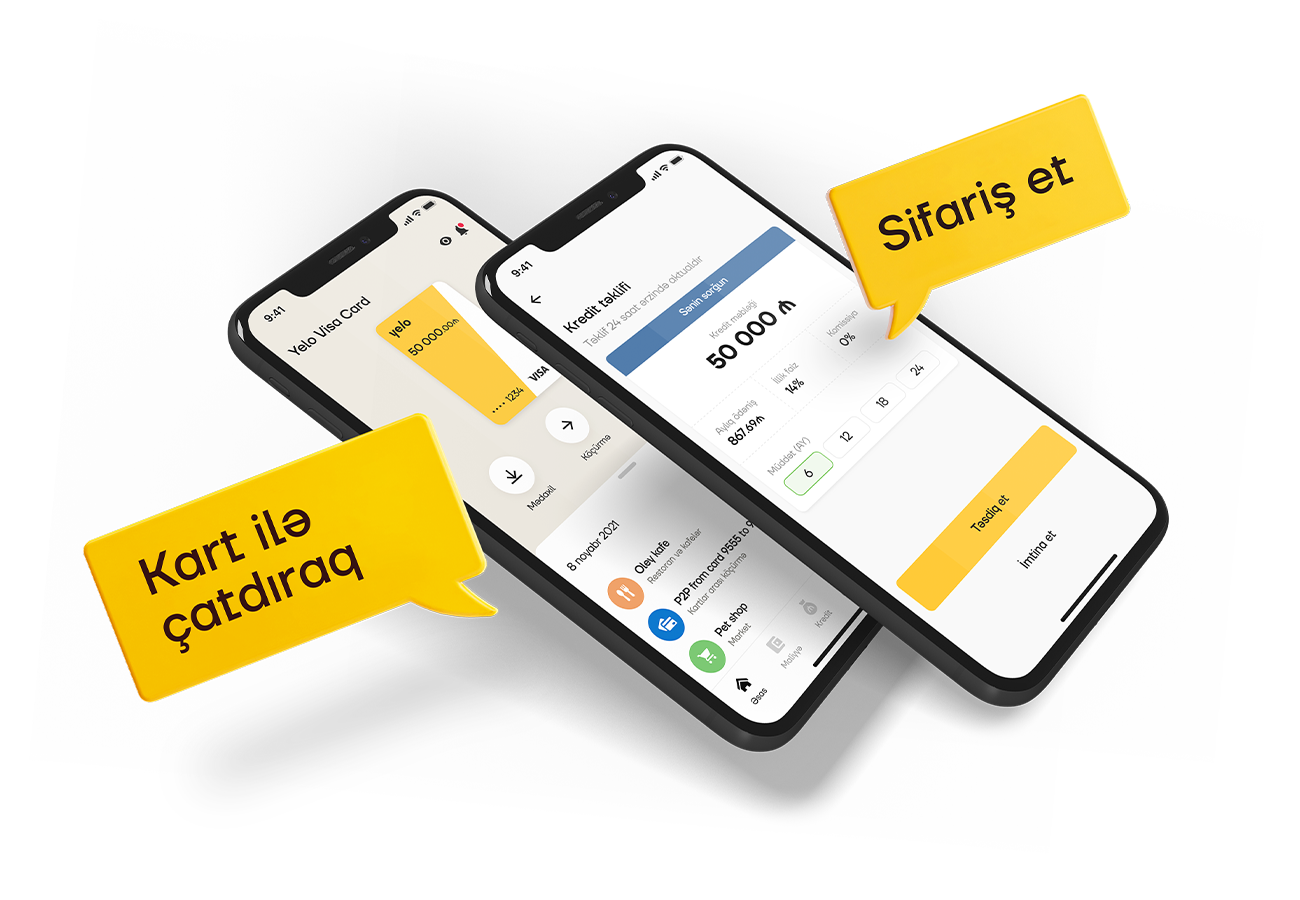 Sifariş et
Kart ilə
çatdıraq
9:41
Yelo Visa Card
yelo
50 000.00₼
•••• 1234
VISA
Mədaxil
Köçürmə
8 noyabr 2021
Oley kafe
Restoran və kafelər
P2P from card 9555 to 9
Kartlar arası köçürmə
Pet shop
Market
Əsas
Maliyyə
Kredit
9:41
Kredit təklifi
Təklif 24 saat ərzində aktualdır
Sənin sorğun
Kredit məbləği
50 000 ₼
Aylıq ödəniş
867.69₼
İllik faiz
14%
Komissiya
0%
Müddət (AY)
6 12 18 24
Təsdiq et
İmtina et